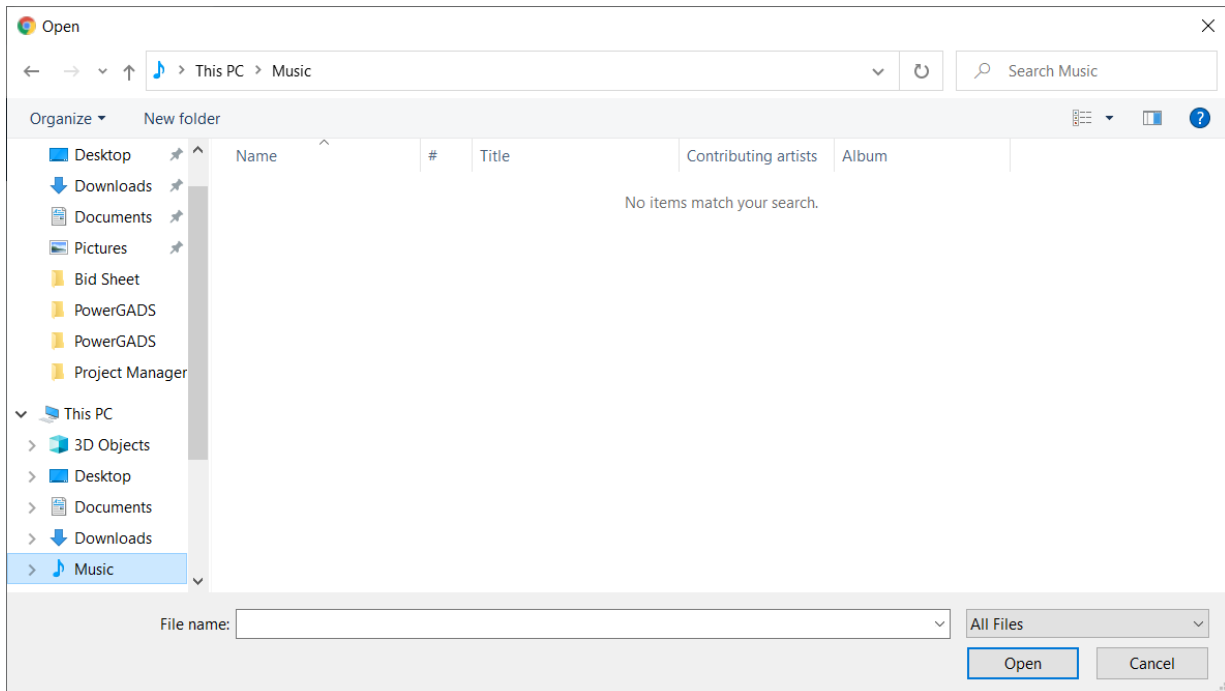 Open
This PC > Music
Search Music
Organize
New folder
?
Name
#
Title
Contributing artists
Album
No items match your search.
Desktop
Downloads
Documents
Pictures
Bid Sheet
PowerGADS
PowerGADS
Project Manager
This PC
3D Objects
Desktop
Documents
Downloads
Music
File name:
All Files
Open
Cancel